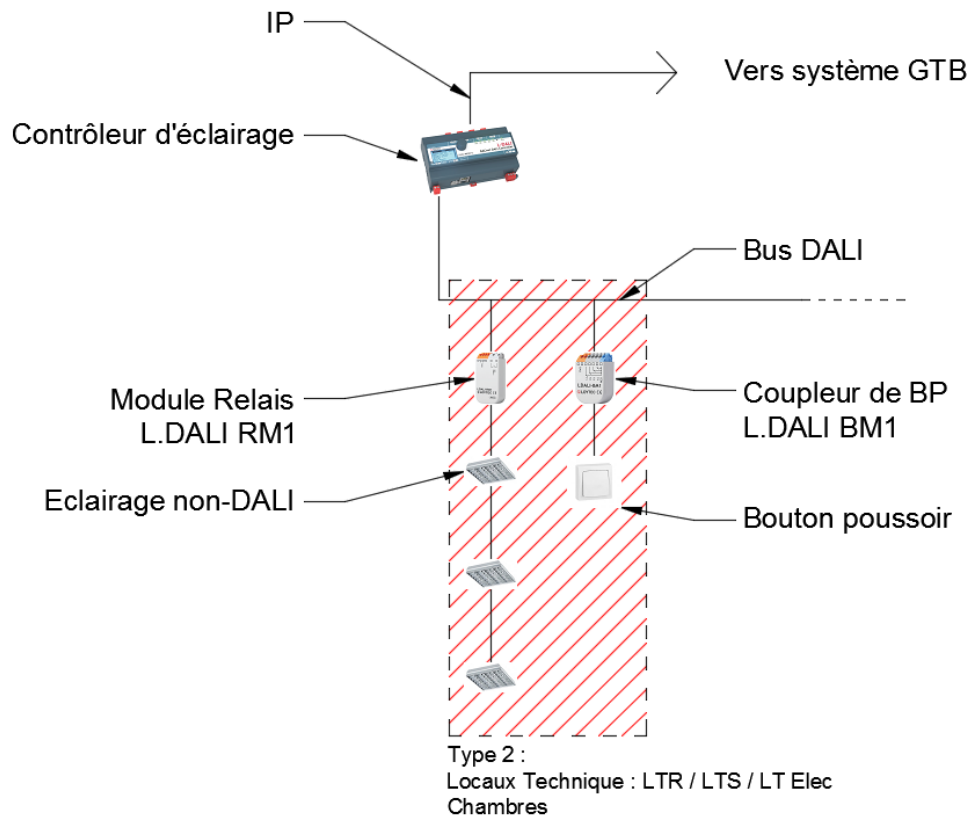 IP
Vers système GTB
Contrôleur d'éclairage
L-DALI
Bus DALI
Module Relais
L.DALI RM1
Coupleur de BP
L.DALI BM1
Eclairage non-DALI
Bouton poussoir
Type 2 :
Locaux Technique : LTR / LTS / LT Elec
Chambres